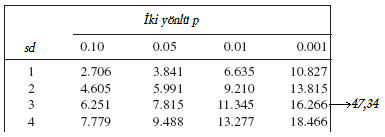 İki yönlü p
sd 0.10 0.05 0.01 0.001
1 2.706 3.841 6.635 10.827
2 4.605 5.991 9.210 13.815
3 6.251 7.815 11.345 16.266 →47,34
4 7.779 9.488 13.277 18.466